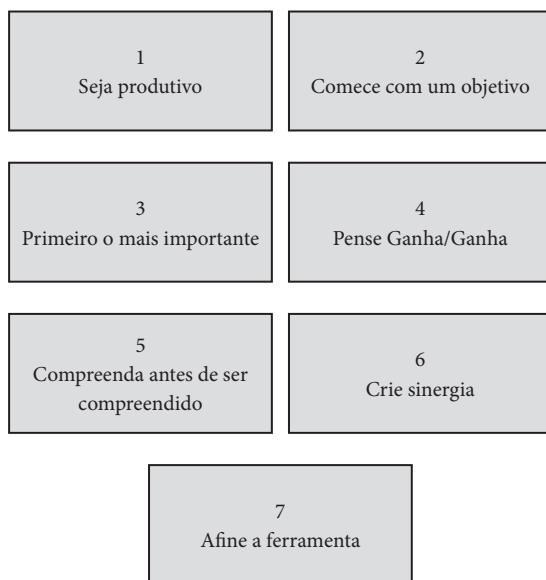 1
Seja produtivo
2
Comece com um objetivo
3
Primeiro o mais importante
4
Pense Ganha/Ganha
5
Compreenda antes de ser
compreendido
6
Crie sinergia
7
Afine a ferramenta